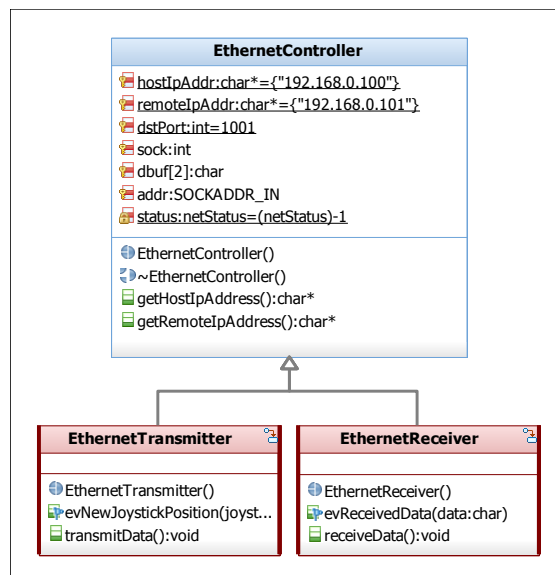 EthernetController
hostIpAddr:char*={"192.168.0.100"}
remoteIpAddr:char*={"192.168.0.101"}
dstPort:int=1001
sock:int
dbuf[2]:char
addr:SOCKADDR_IN
status:netStatus=(netStatus)-1
EthernetController()
~EthernetController()
getHostIpAddress():char*
getRemoteIpAddress():char*
EthernetTransmitter
EthernetTransmitter()
evNewJoystickPosition(joyst...
transmitData():void
EthernetReceiver
EthernetReceiver()
evReceivedData(data:char)
receiveData():void